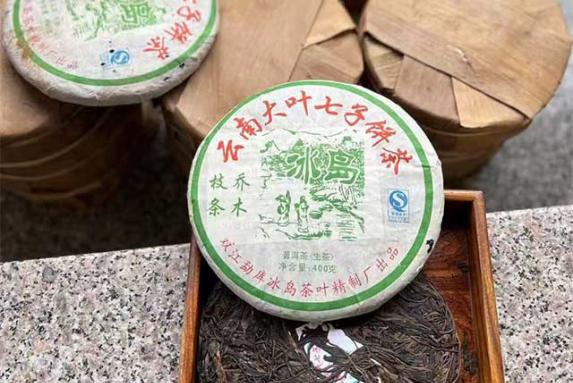 云南大叶七子饼茶
冰岛
乔木
枝条
普洱茶(生茶)
净含量:400克
双江勐库冰岛茶叶精制厂出品